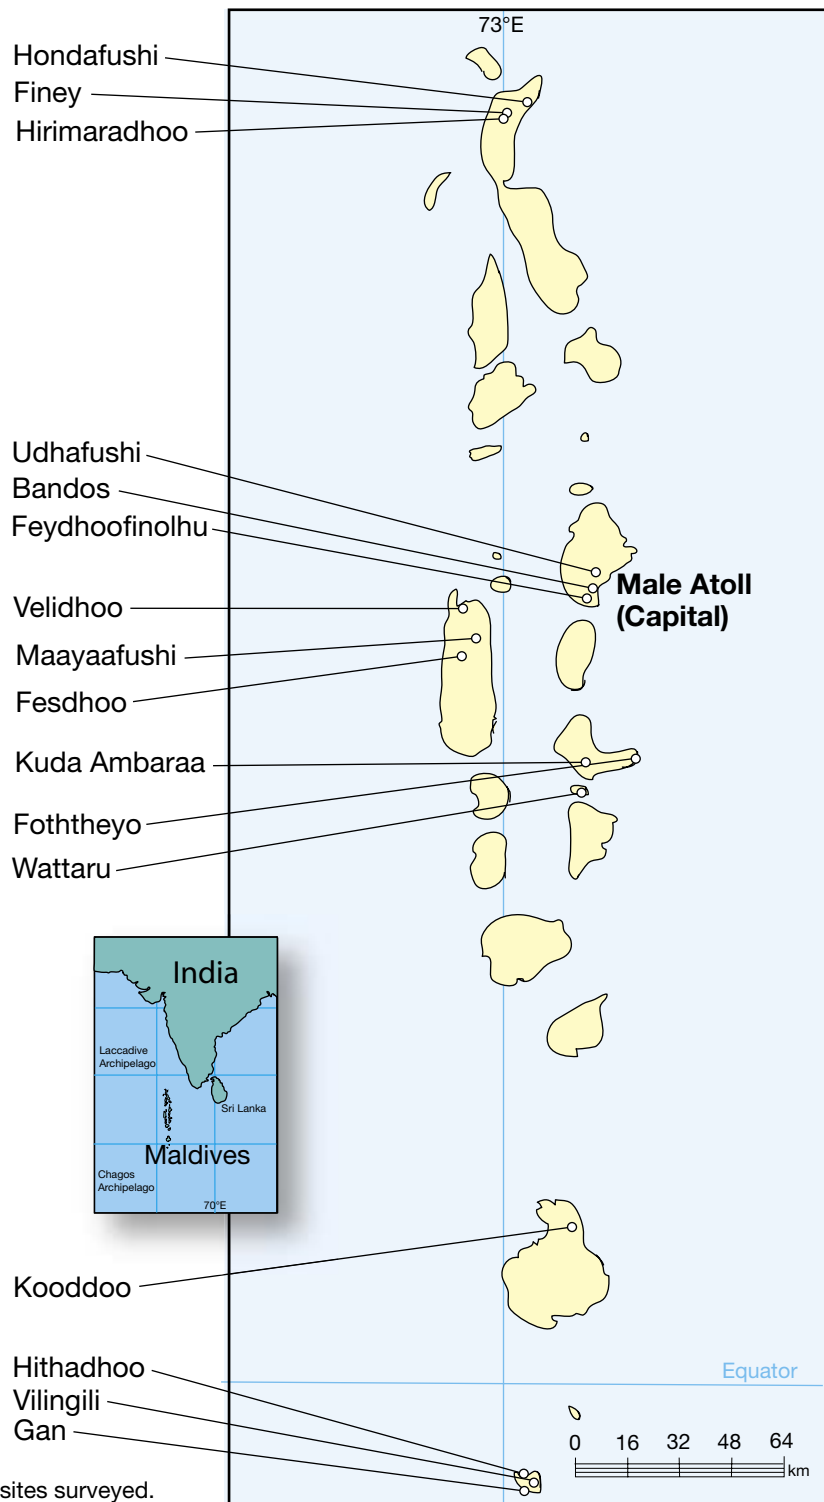 73°E
Hondafushi
Finey
Hirimaradhoo
Udhafushi
Bandos
Feydhoofinolhu
Male Atoll
(Capital)
Velidhoo
Maayaafushi
Fesdhoo
Kuda Ambaraa
Foththeyo
Wattaru
India
Laccadive
Archipelago
Sri Lanka
Maldives
Chagos
Archipelago
70°E
Kooddoo
Equator
Hithadhoo
Vilingili
Gan
0 16 32 48 64
km
sites surveyed.